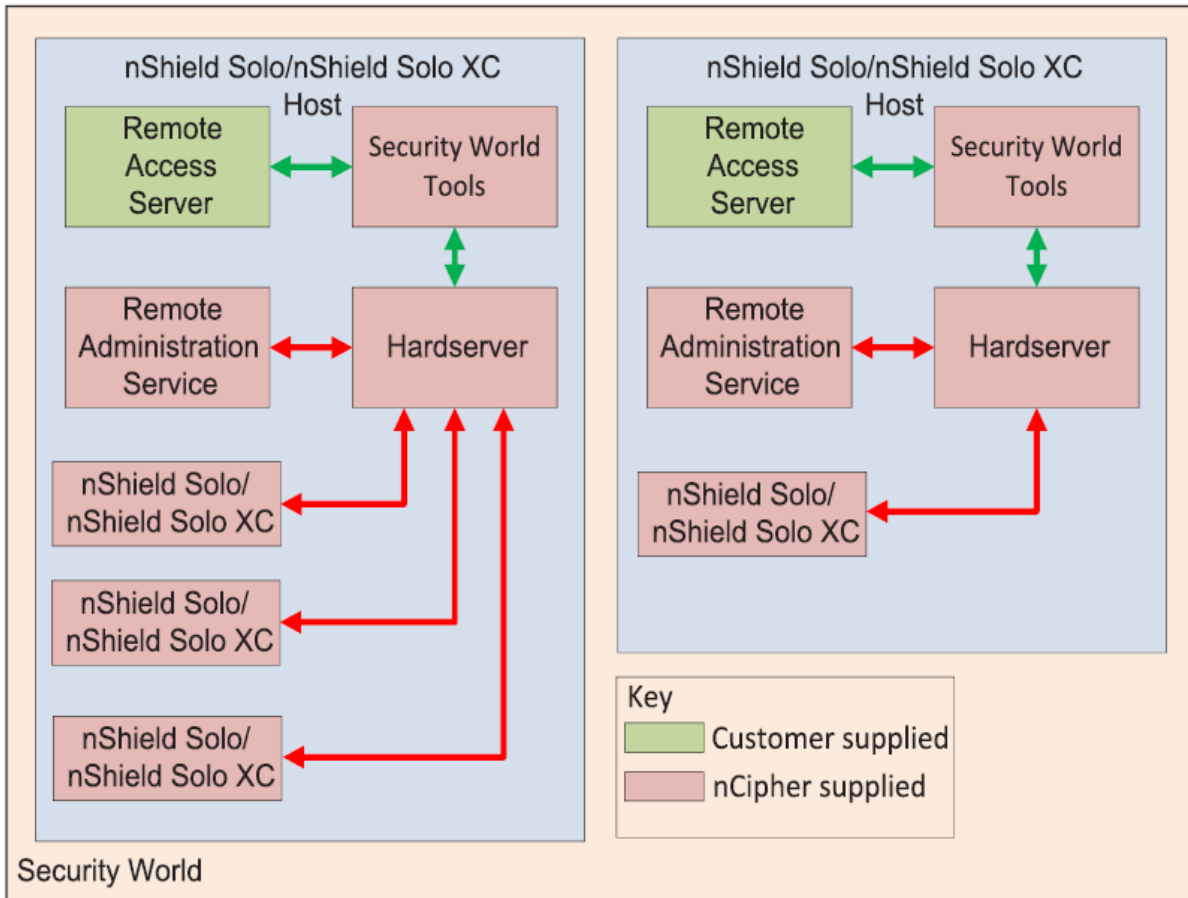 nShield Solo/nShield Solo XC
Host
Remote
Access
Server
Security World
Tools
Remote
Administration
Service
Hardserver
nShield Solo/
nShield Solo XC
nShield Solo/
nShield Solo XC
nShield Solo/
nShield Solo XC
nShield Solo/nShield Solo XC
Host
Remote
Access
Server
Security World
Tools
Remote
Administration
Service
Hardserver
nShield Solo/
nShield Solo XC
Key
Customer supplied
nCipher supplied
Security World